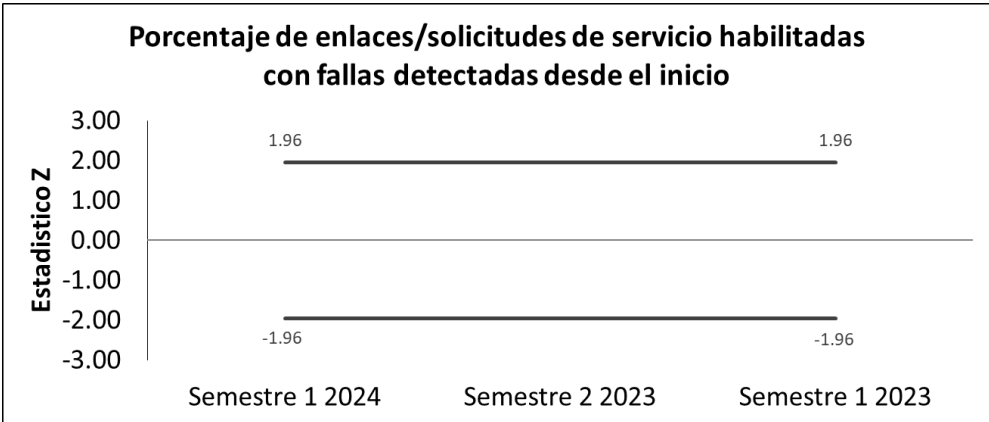 Porcentaje de enlaces/solicitudes de servicio habilitadas
con fallas detectadas desde el inicio
Estadistico Z
3.00
2.00
1.00
0.00
-1.00
-2.00
-3.00
1.96
1.96
-1.96
-1.96
Semestre 1 2024
Semestre 2 2023
Semestre 1 2023